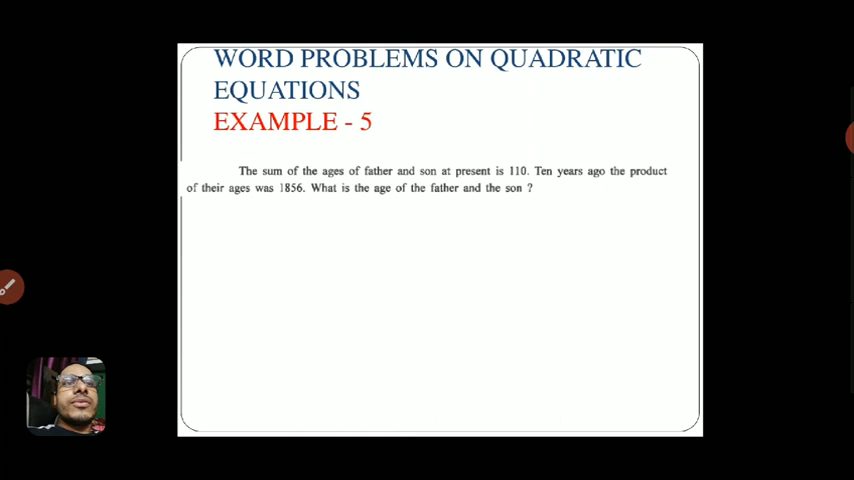 WORD PROBLEMS ON QUADRATIC
EQUATIONS
EXAMPLE - 5
The sum of the ages of father and son at present is 110. Ten years ago the product
of their ages was 1856. What is the age of the father and the son ?